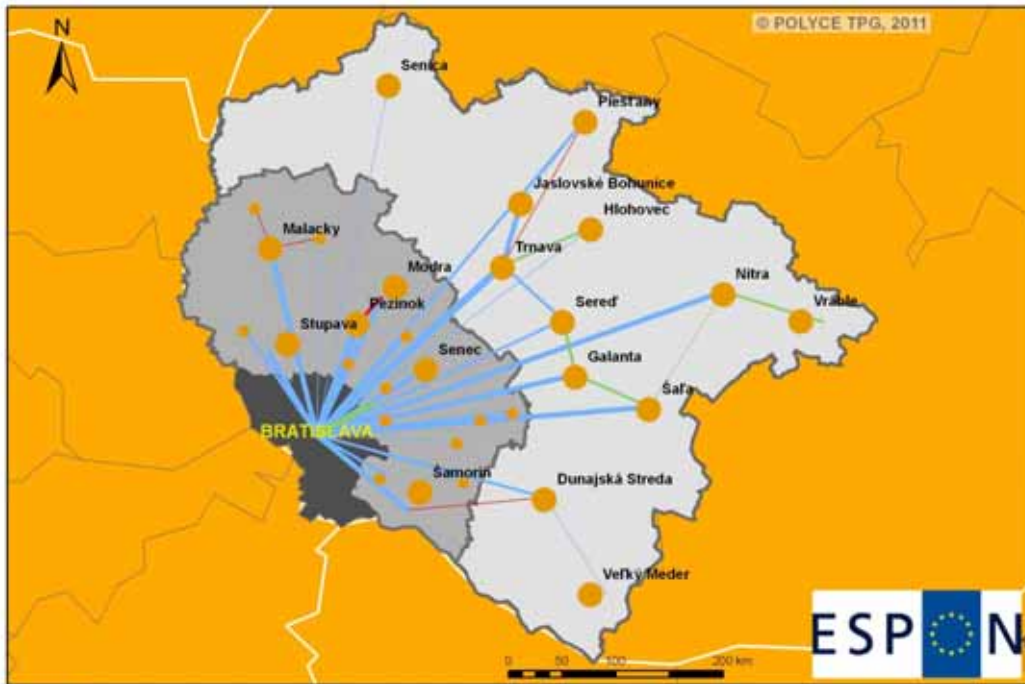 © POLYCE TPG, 2011
N
Senica
Piešťany
Jaslovské Bohunice
Hlohovec
Malacky
Trnava
Modra
Nitra
Pezinok
Sereď
Vráble
Stupava
Senec
Galanta
Šaľa
BRATISLAVA
Šamorín
Dunajská Streda
Veľký Meder
ESPON
0 50 100 200 km